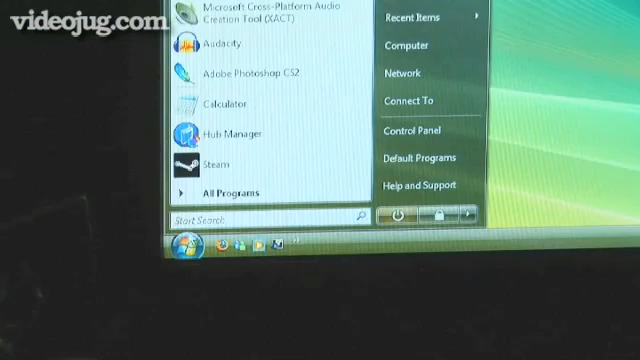 videojug.com
Microsoft Cross-Platform Audio
Creation Tool (XACT)
Audacity
Adobe Photoshop CS2
Calculator
Hub Manager
Steam
All Programs
Start Search
Recent Items
Computer
Network
Connect To
Control Panel
Default Programs
Help and Support